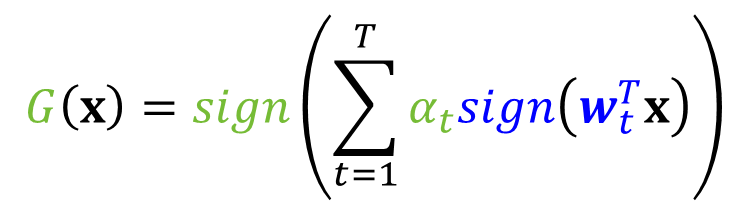 G(𝐱) = sign(∑_{t=1}^{T} α_t sign(𝒘_t^T 𝐱))